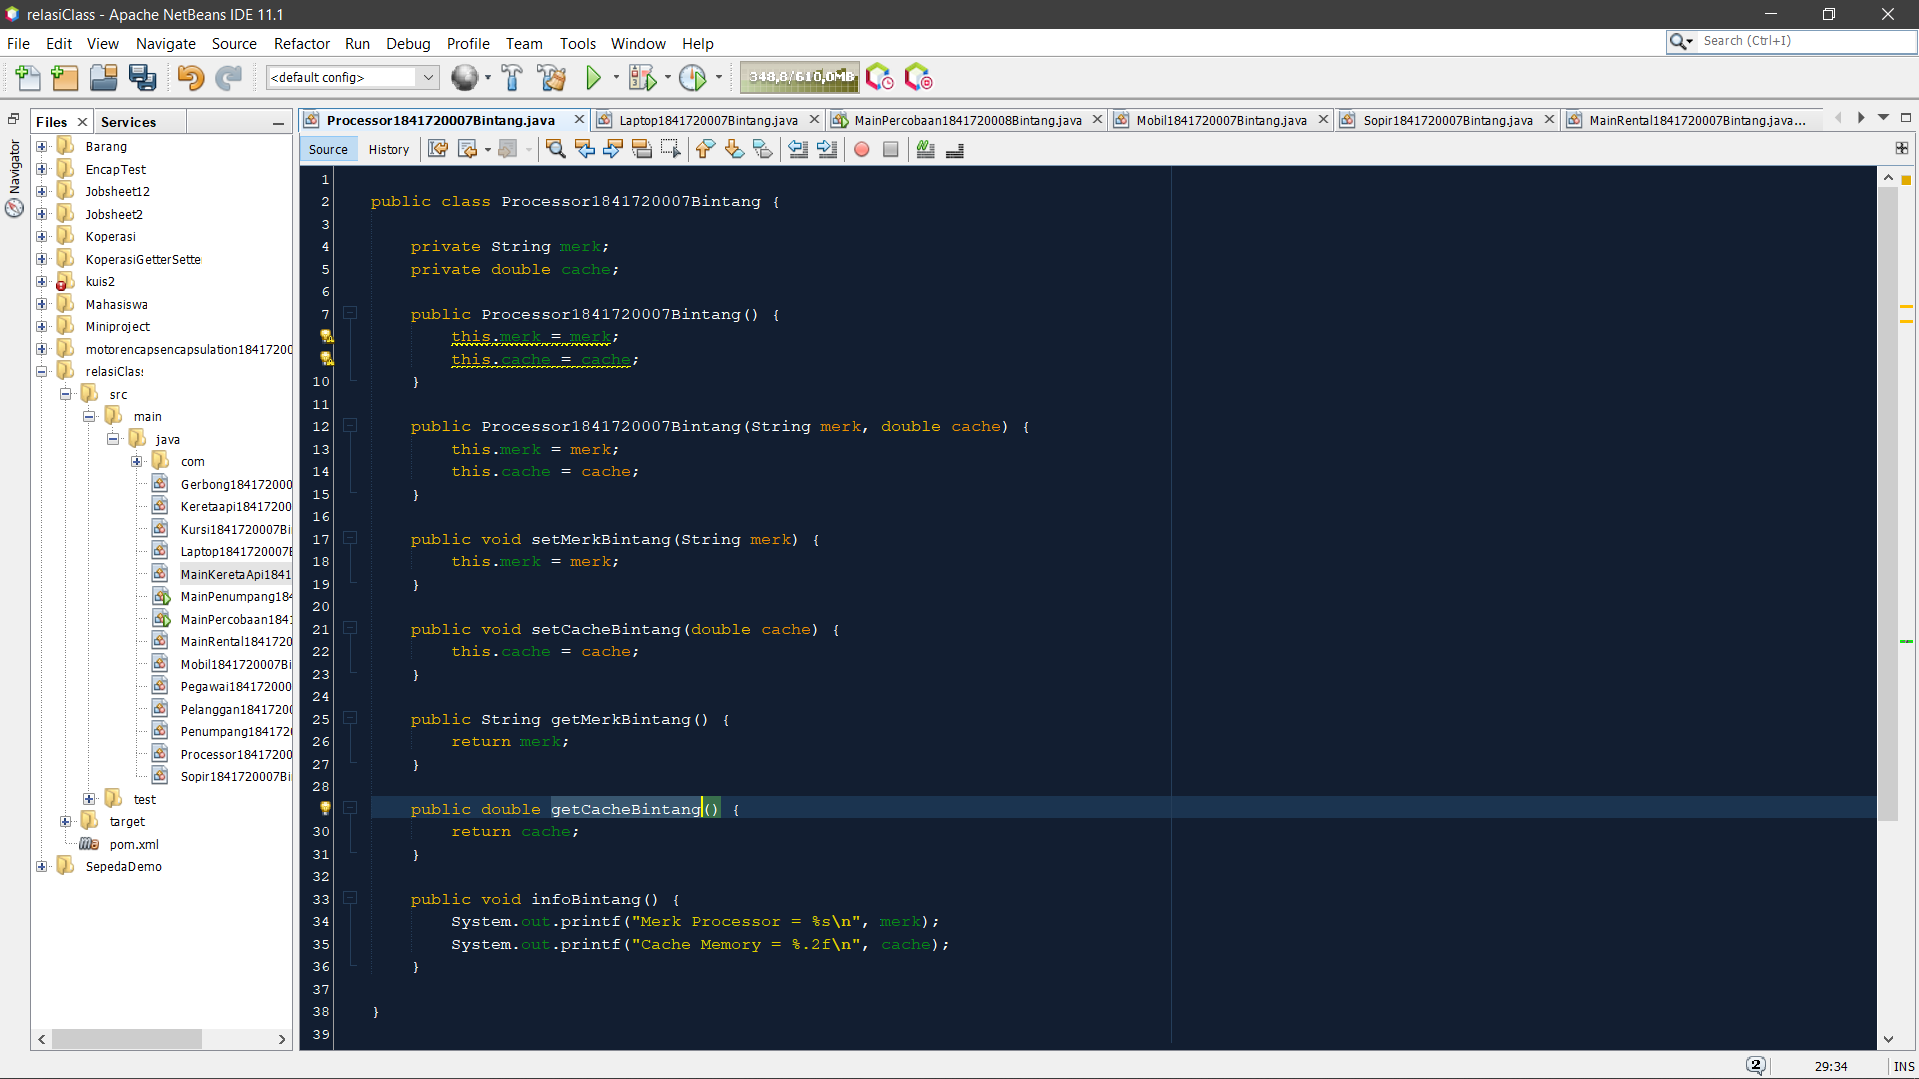 relasiClass - Apache NetBeans IDE 11.1
File Edit View Navigate Source Refactor Run Debug Profile Team Tools Window Help
Search (Ctrl+I)
<default config>
348,8/610,0MB
Files
Services
Processor1841720007Bintang.java
Laptop1841720007Bintang.java
MainPercobaan1841720008Bintang.java
Mobil1841720007Bintang.java
Sopir1841720007Bintang.java
MainRental1841720007Bintang.java...
Source
History
Navigator
Barang
EncapTest
Jobsheet12
Jobsheet2
Koperasi
KoperasiGetterSette
kuis2
Mahasiswa
Miniproject
motorencapsencapsulation184172000
relasiClass
src
main
java
com
Gerbong184172000
Keretaapi18417200
Kursi1841720007Bi
Laptop1841720007B
MainKeretaApi1841
MainPenumpang184
MainPercobaan1841
MainRental1841720
Mobil1841720007Bi
Pegawai184172000
Pelanggan1841720
Penumpang184172
Processor18417200
Sopir1841720007Bi
test
target
pom.xml
SepedaDemo
1
2 public class Processor1841720007Bintang {
3
4 private String merk;
5 private double cache;
6
7 public Processor1841720007Bintang() {
this.merk = merk;
this.cache = cache;
10 }
11
12 public Processor1841720007Bintang(String merk, double cache) {
13 this.merk = merk;
14 this.cache = cache;
15 }
16
17 public void setMerkBintang(String merk) {
18 this.merk = merk;
19 }
20
21 public void setCacheBintang(double cache) {
22 this.cache = cache;
23 }
24
25 public String getMerkBintang() {
26 return merk;
27 }
28
public double getCacheBintang() {
30 return cache;
31 }
32
33 public void infoBintang() {
34 System.out.printf("Merk Processor = %s\n", merk);
35 System.out.printf("Cache Memory = %.2f\n", cache);
36 }
37
38 }
39
2
29:34
INS